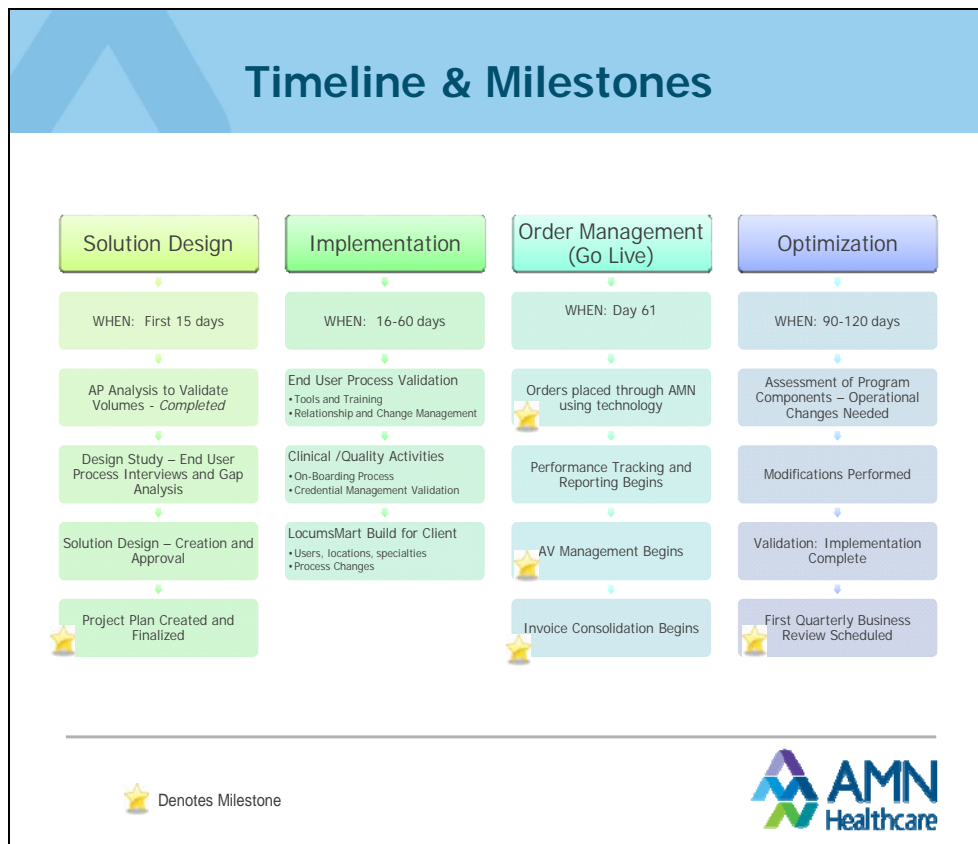 Timeline & Milestones
Solution Design
WHEN: First 15 days
AP Analysis to Validate
Volumes - Completed
Design Study – End User
Process Interviews and Gap
Analysis
Solution Design – Creation and
Approval
Project Plan Created and
Finalized
Implementation
WHEN: 16-60 days
End User Process Validation
•Tools and Training
•Relationship and Change Management
Clinical /Quality Activities
•On-Boarding Process
•Credential Management Validation
LocumsMart Build for Client
•Users, locations, specialties
•Process Changes
Order Management
(Go Live)
WHEN: Day 61
Orders placed through AMN
using technology
Performance Tracking and
Reporting Begins
AV Management Begins
Invoice Consolidation Begins
Optimization
WHEN: 90-120 days
Assessment of Program
Components – Operational
Changes Needed
Modifications Performed
Validation: Implementation
Complete
First Quarterly Business
Review Scheduled
Denotes Milestone
AMN
Healthcare